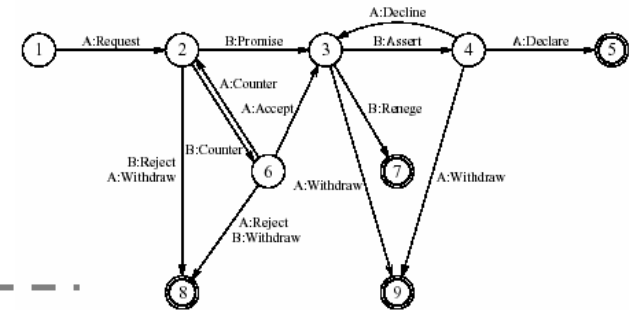 A:Decline
A:Request
B:Promise
B:Assert
A:Declare
1
2
3
4
5
A:Counter
A:Accept
B:Renege
B:Counter
B:Reject
A:Withdraw
6
7
A:Withdraw
A:Withdraw
A:Reject
B:Withdraw
8
9